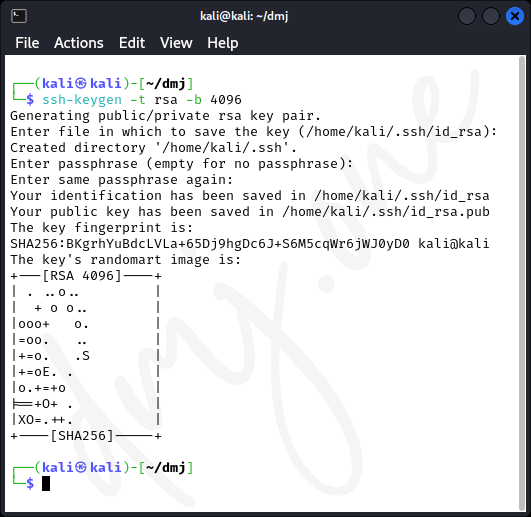 kali@kali: ~/dmj
File Actions Edit View Help
┌──(kali㉿kali)-[~/dmj]
└─$ ssh-keygen -t rsa -b 4096
Generating public/private rsa key pair.
Enter file in which to save the key (/home/kali/.ssh/id_rsa):
Created directory '/home/kali/.ssh'.
Enter passphrase (empty for no passphrase):
Enter same passphrase again:
Your identification has been saved in /home/kali/.ssh/id_rsa
Your public key has been saved in /home/kali/.ssh/id_rsa.pub
The key fingerprint is:
SHA256:BKgrhYuBdcLVLa+65Dj9hgDc6J+S6M5cqWr6jWJ0yD0 kali@kali
The key's randomart image is:
+---[RSA 4096]----+
| . ..o..         |
|  + o o..        |
|ooo+   o.        |
|=oo.   ..        |
|+=o.   .S        |
|+=oE. .          |
|o.+=+o           |
|==+O+ .          |
|XO=.++.          |
+----[SHA256]-----+
┌──(kali㉿kali)-[~/dmj]
└─$
dmj.one